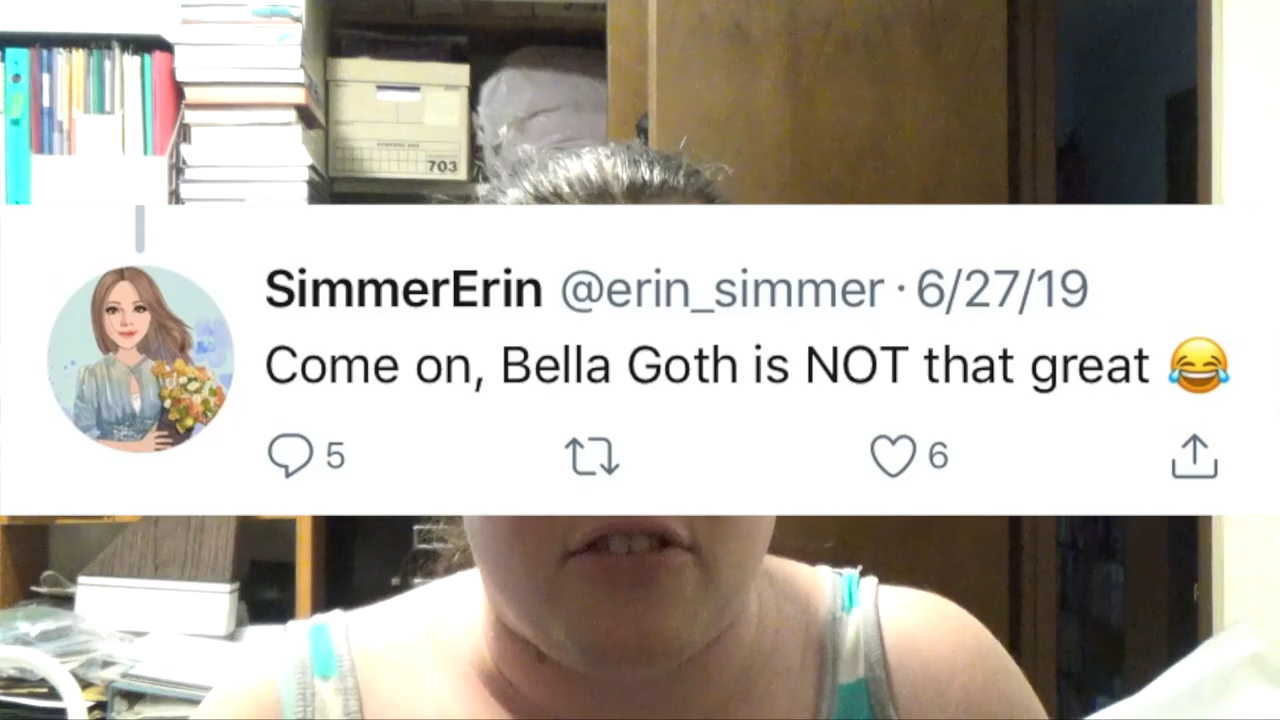 703
SimmerErin @erin_simmer · 6/27/19
Come on, Bella Goth is NOT that great 😂
5 6